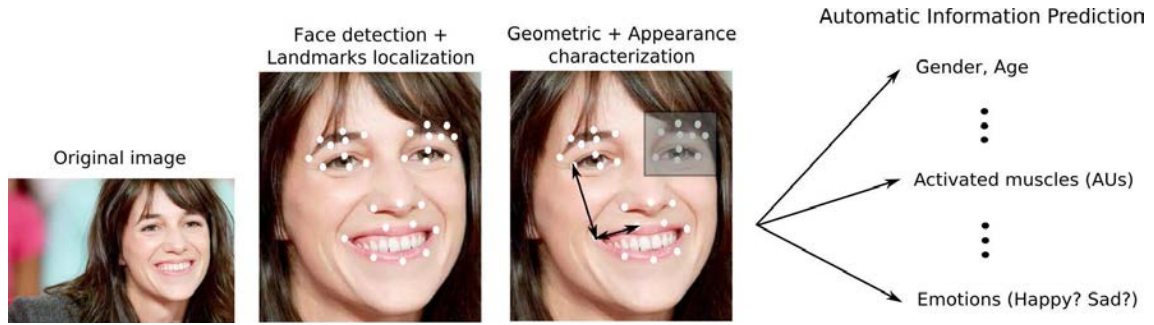 Original image
Face detection +
Landmarks localization
Geometric + Appearance
characterization
Automatic Information Prediction
Gender, Age
Activated muscles (AUs)
Emotions (Happy? Sad?)